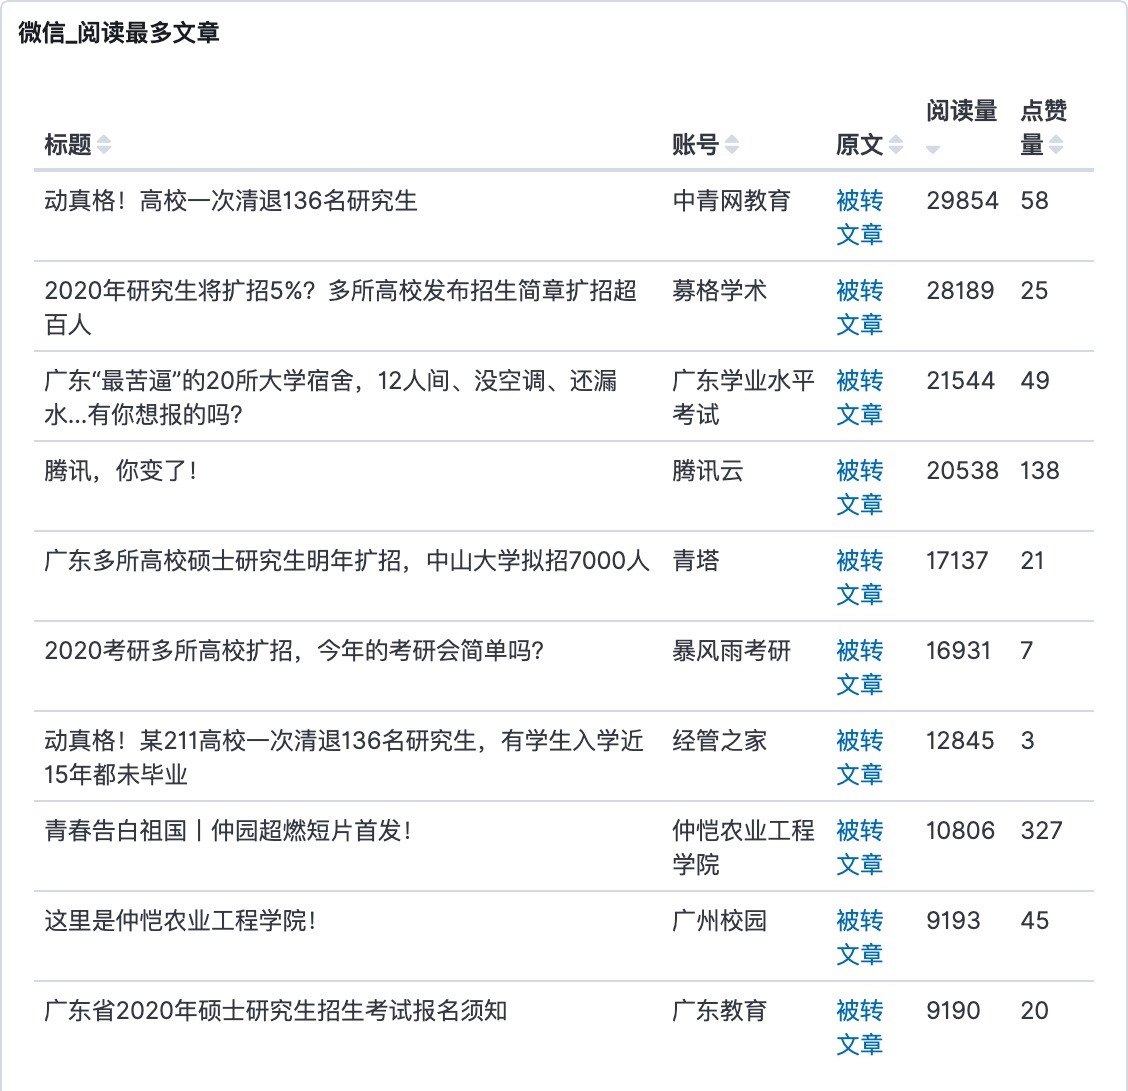 微信_阅读最多文章
标题 账号 原文 阅读量 点赞量
动真格！高校一次清退136名研究生 中青网教育 被转文章 29854 58
2020年研究生将扩招5%？多所高校发布招生简章扩招超
百人 募格学术 被转文章 28189 25
广东“最苦逼”的20所大学宿舍，12人间、没空调、还漏
水...有你想报的吗？ 广东学业水平考试 被转文章 21544 49
腾讯，你变了！ 腾讯云 被转文章 20538 138
广东多所高校硕士研究生明年扩招，中山大学拟招7000人 青塔 被转文章 17137 21
2020考研多所高校扩招，今年的考研会简单吗？ 暴风雨考研 被转文章 16931 7
动真格！某211高校一次清退136名研究生，有学生入学近
15年都未毕业 经管之家 被转文章 12845 3
青春告白祖国丨仲园超燃短片首发！ 仲恺农业工程学院 被转文章 10806 327
这里是仲恺农业工程学院！ 广州校园 被转文章 9193 45
广东省2020年硕士研究生招生考试报名须知 广东教育 被转文章 9190 20